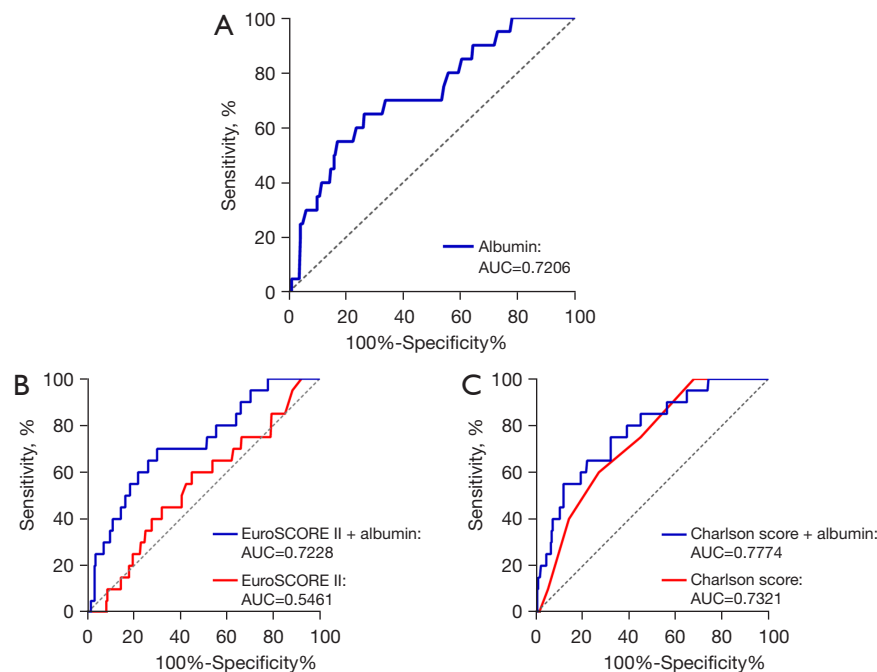 A
100
80
60
40
20
0
Sensitivity, %
Albumin:
AUC=0.7206
0 20 40 60 80 100
100%-Specificity%
B
100
80
60
40
20
0
Sensitivity, %
EuroSCORE II + albumin:
AUC=0.7228
EuroSCORE II:
AUC=0.5461
0 20 40 60 80 100
100%-Specificity%
C
100
80
60
40
20
0
Sensitivity, %
Charlson score + albumin:
AUC=0.7774
Charlson score:
AUC=0.7321
0 20 40 60 80 100
100%-Specificity%